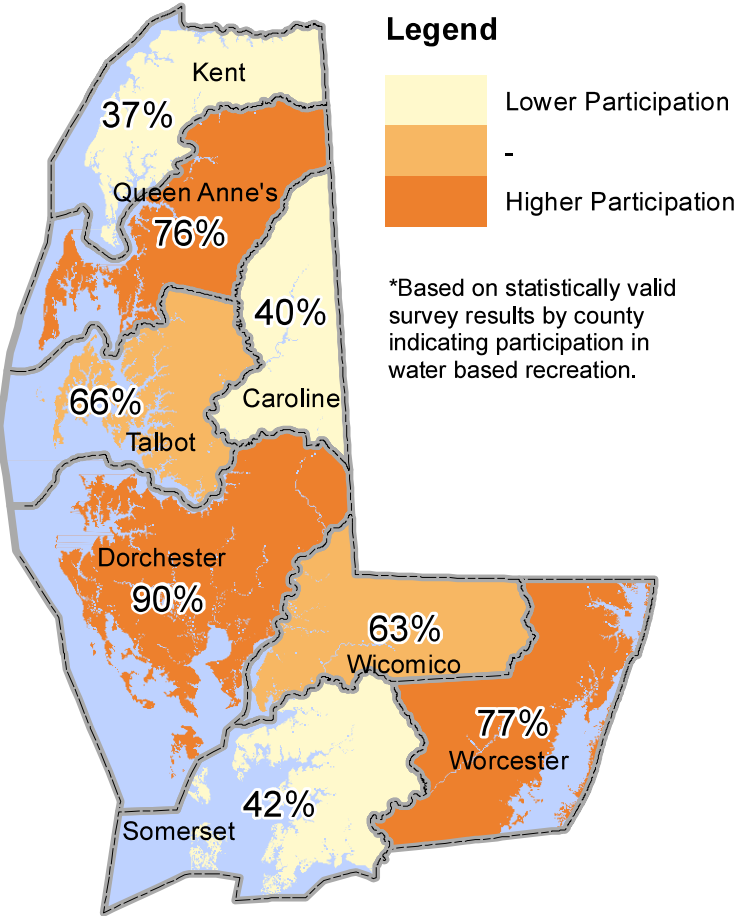 Legend
Lower Participation
-
Higher Participation
*Based on statistically valid
survey results by county
indicating participation in
water based recreation.
Kent
37%
Queen Anne's
76%
40%
Caroline
66%
Talbot
Dorchester
90%
63%
Wicomico
77%
Worcester
42%
Somerset